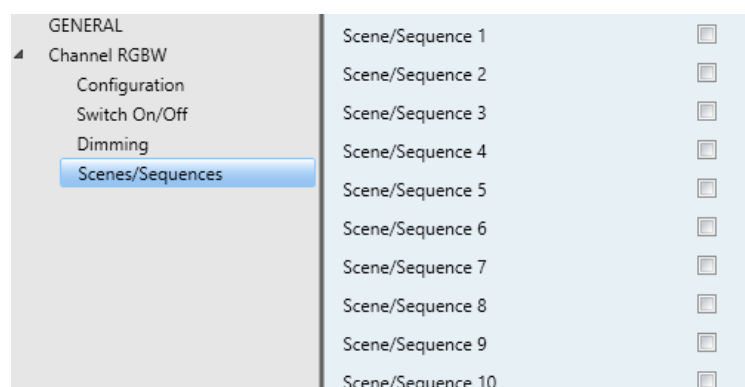 GENERAL
Channel RGBW
Configuration
Switch On/Off
Dimming
Scenes/Sequences
Scene/Sequence 1
Scene/Sequence 2
Scene/Sequence 3
Scene/Sequence 4
Scene/Sequence 5
Scene/Sequence 6
Scene/Sequence 7
Scene/Sequence 8
Scene/Sequence 9
Scene/Sequence 10